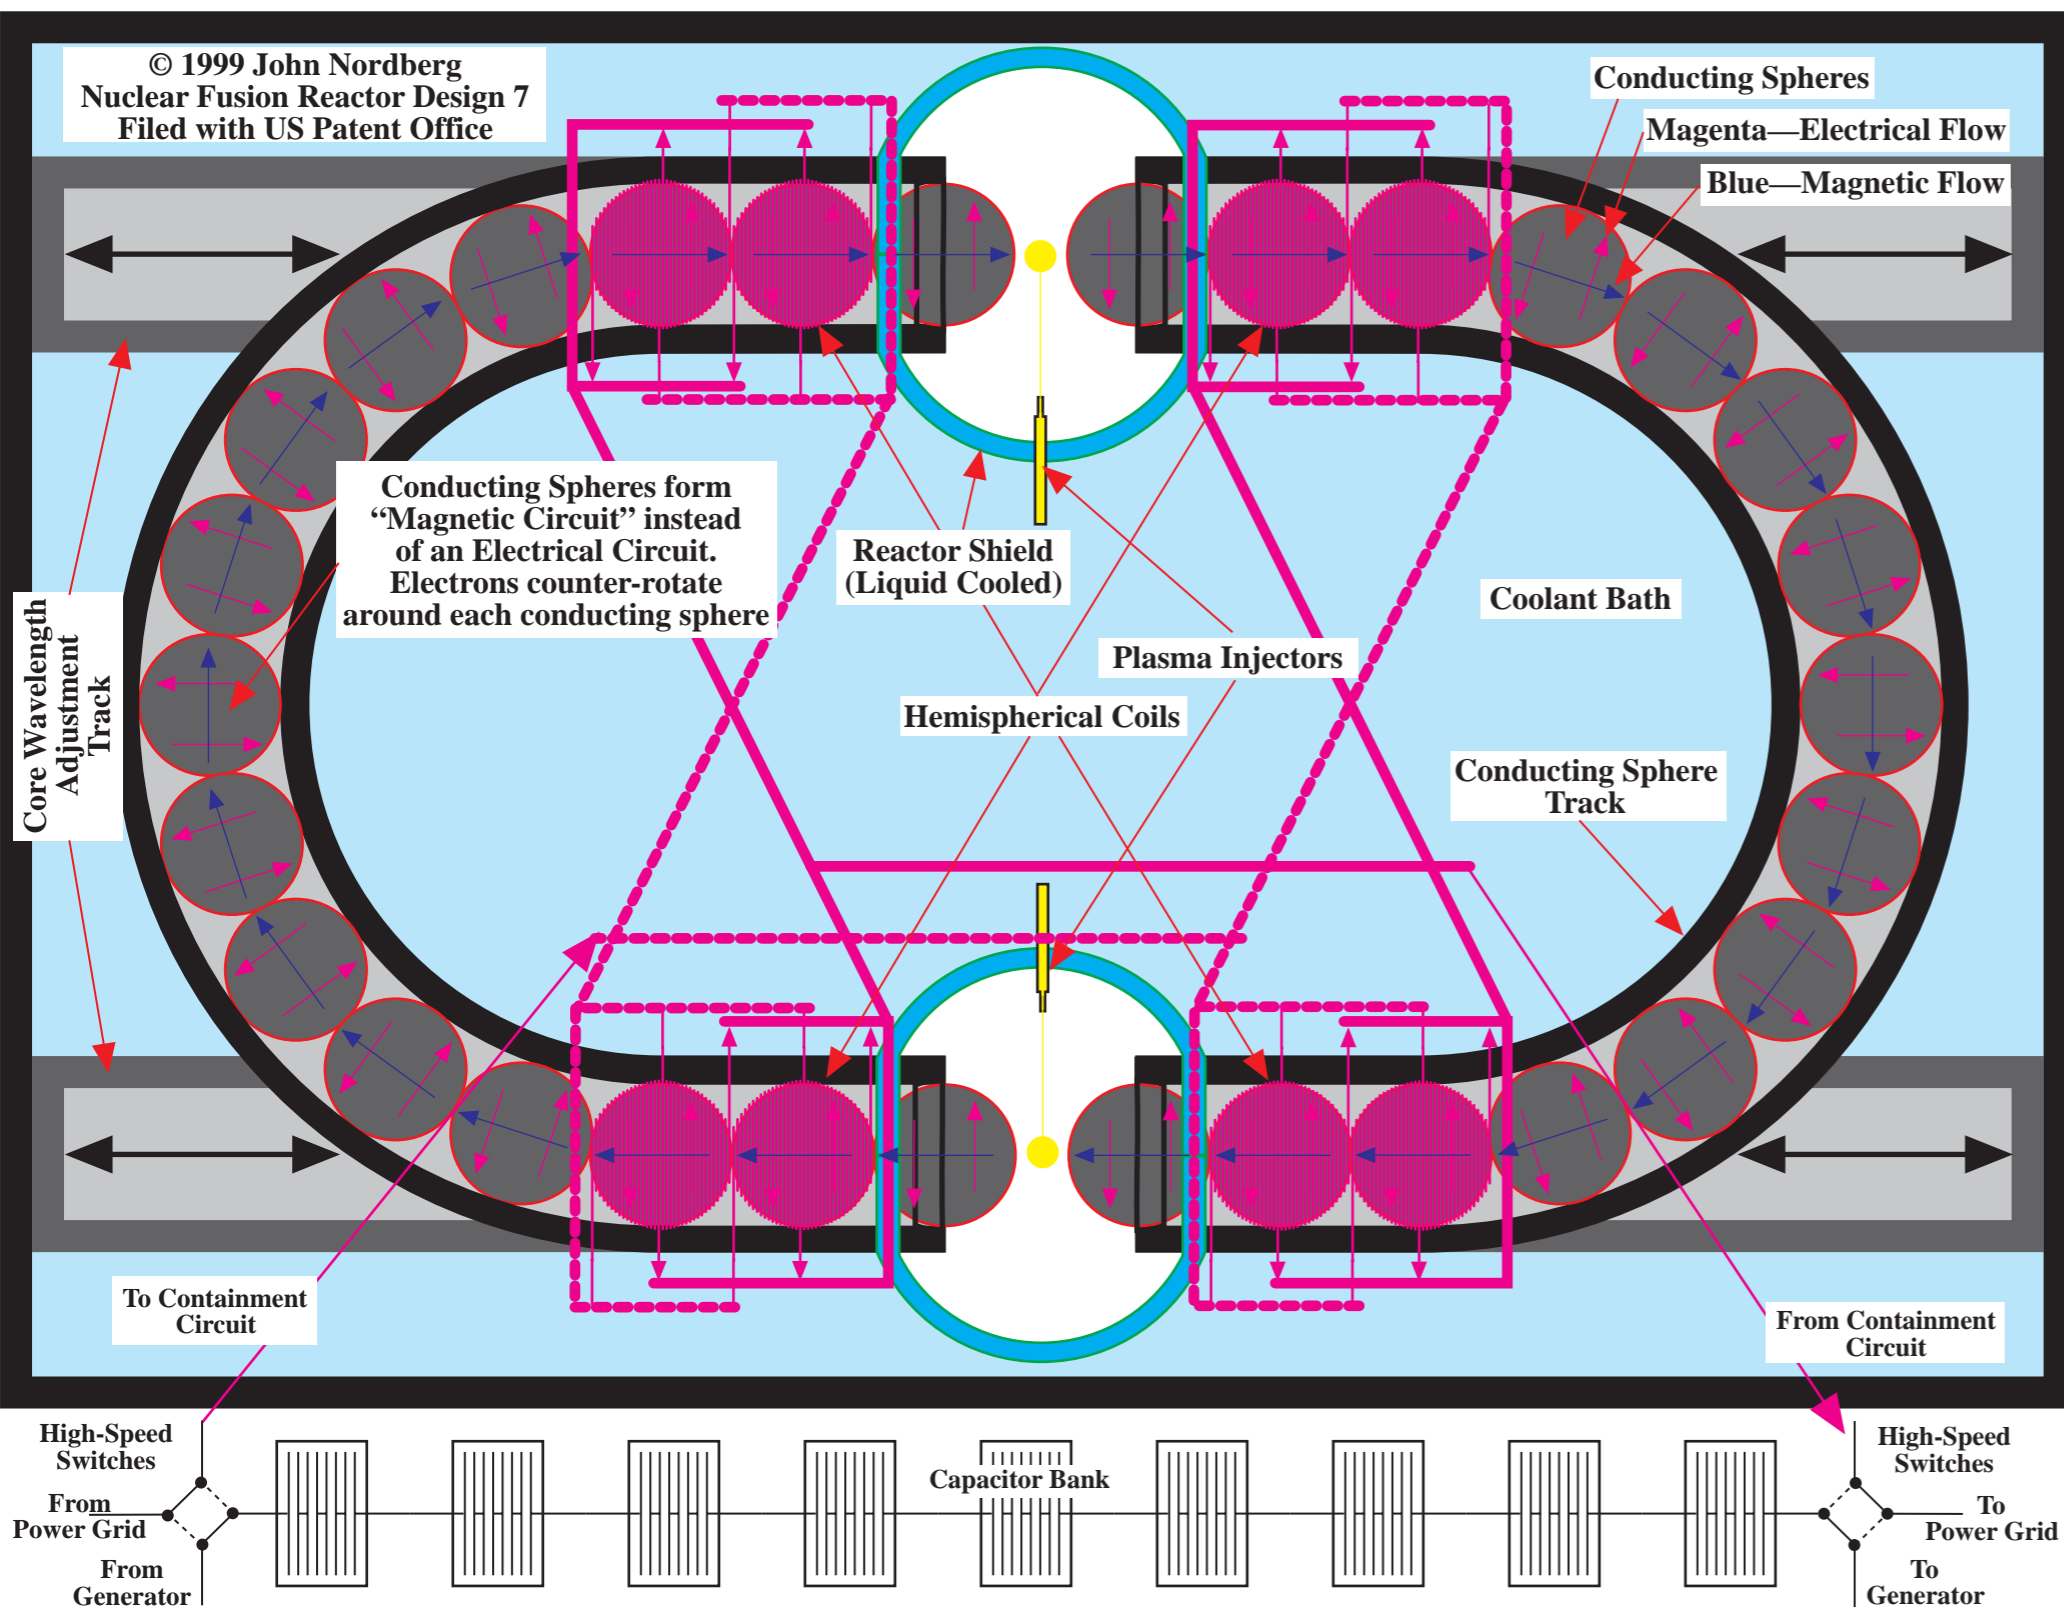 © 1999 John Nordberg
Nuclear Fusion Reactor Design 7
Filed with US Patent Office
Conducting Spheres
Magenta—Electrical Flow
Blue—Magnetic Flow
Conducting Spheres form
“Magnetic Circuit” instead
of an Electrical Circuit.
Electrons counter-rotate
around each conducting sphere
Reactor Shield
(Liquid Cooled)
Coolant Bath
Plasma Injectors
Hemispherical Coils
Core Wavelength
Adjustment
Track
Conducting Sphere
Track
To Containment
Circuit
From Containment
Circuit
High-Speed
Switches
From
Power Grid
From
Generator
Capacitor Bank
High-Speed
Switches
To
Power Grid
To
Generator